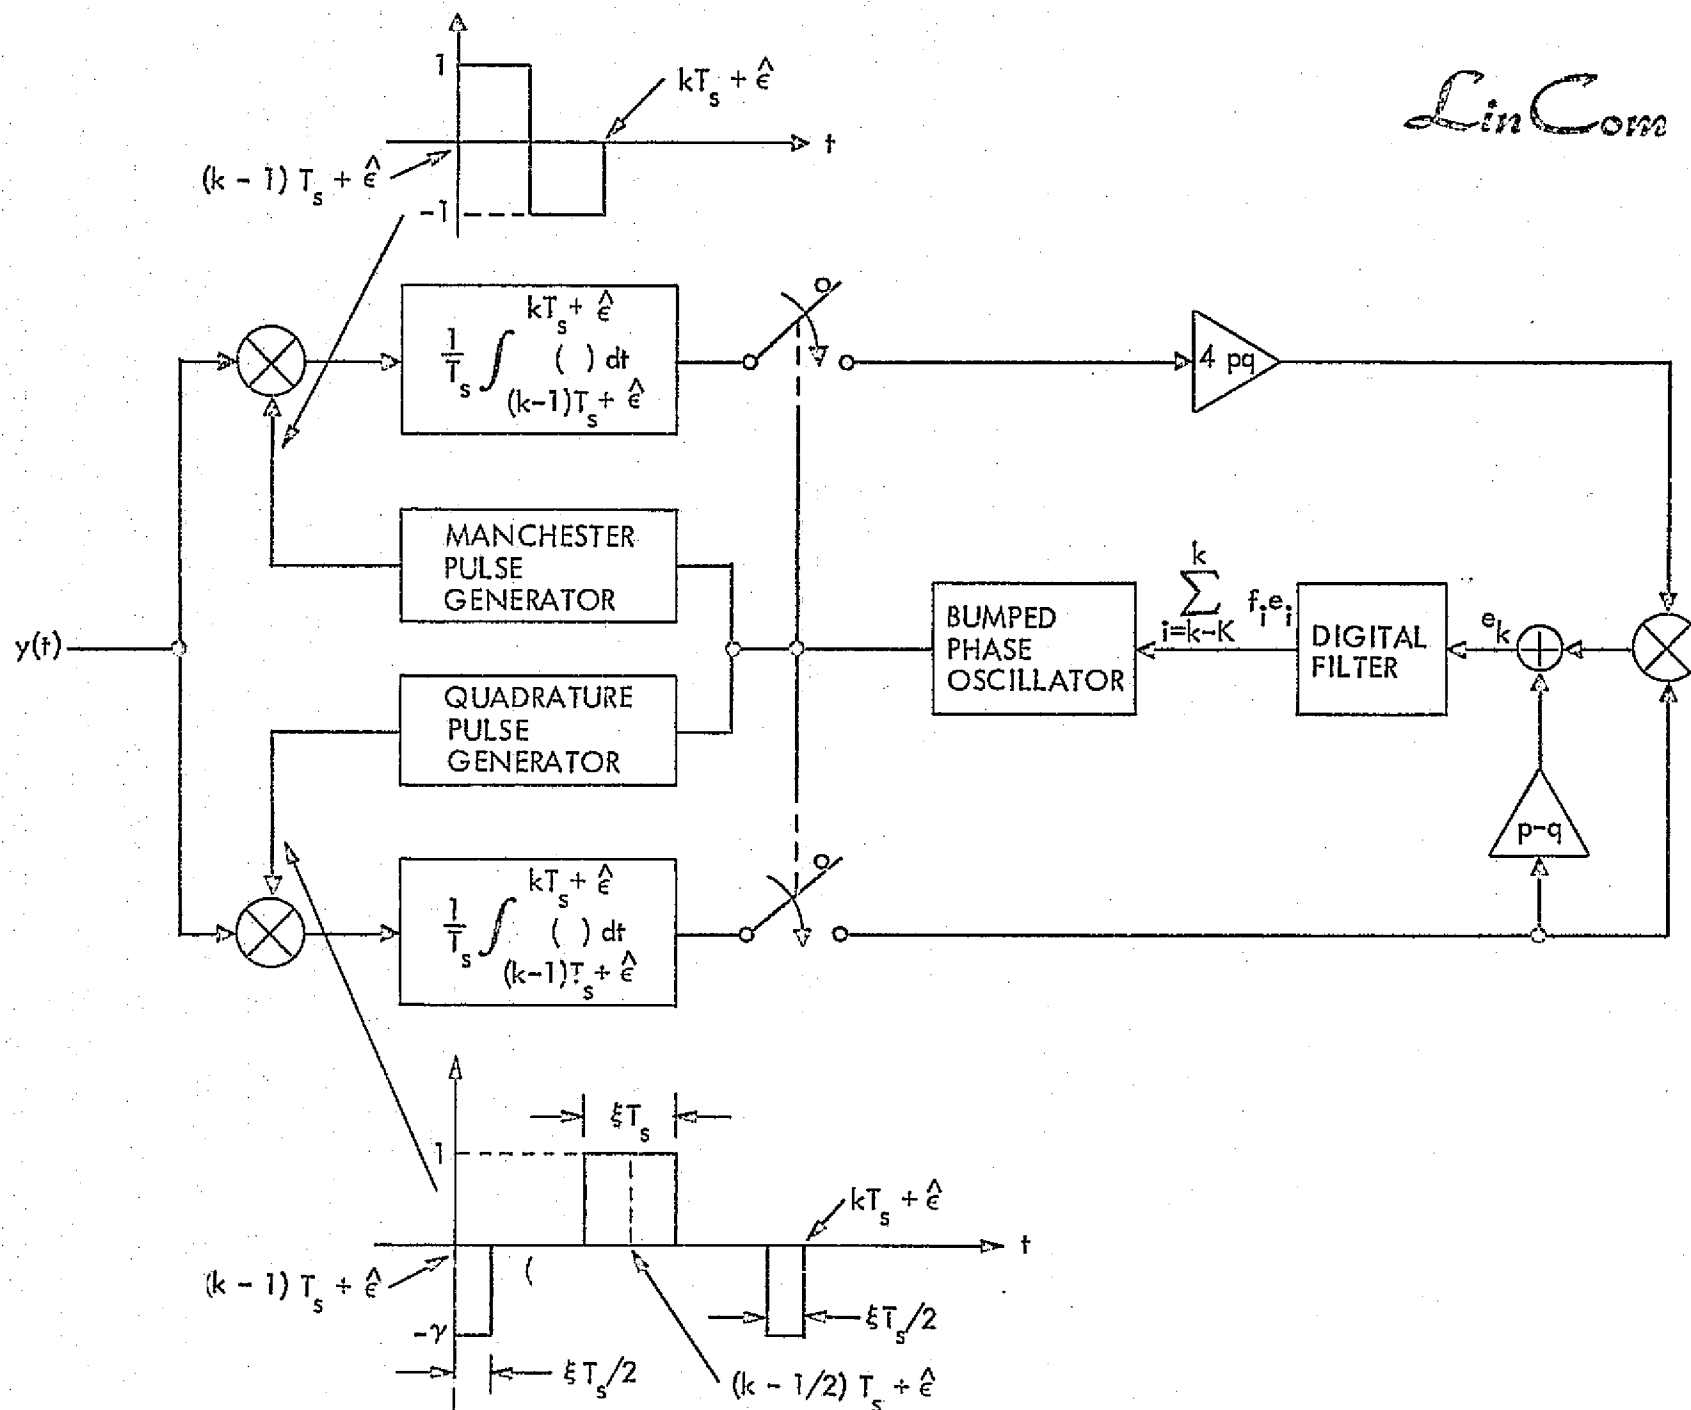 LinCom
1
kT_s + ε̂
t
(k - 1) T_s + ε̂
-1
kT_s + ε̂
1/T_s ∫ ( ) dt
(k-1)T_s + ε̂
4 pq
MANCHESTER
PULSE
GENERATOR
y(t)
BUMPED
PHASE
OSCILLATOR
k
∑ f_i e_i
i=k-K
DIGITAL
FILTER
e_k
+
QUADRATURE
PULSE
GENERATOR
p-q
kT_s + ε̂
1/T_s ∫ ( ) dt
(k-1)T_s + ε̂
ξT_s
1
kT_s + ε̂
t
(k - 1) T_s + ε̂
(
-γ
ξT_s/2
ξT_s/2
(k - 1/2) T_s + ε̂